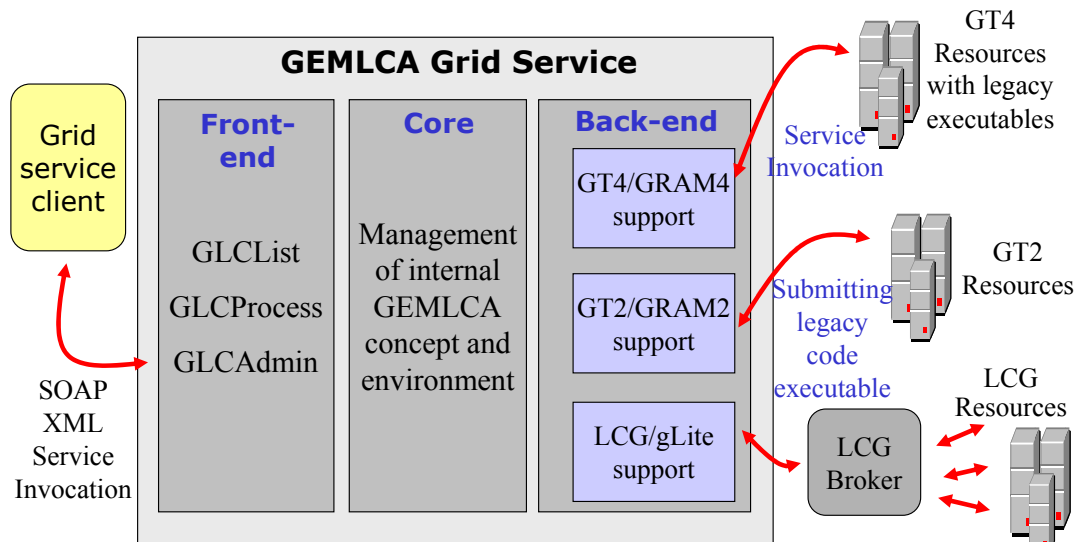 GEMLCA Grid Service
Grid
service
client
SOAP
XML
Service
Invocation
Front-
end
GLCList
GLCProcess
GLCAdmin
Core
Management
of internal
GEMLCA
concept and
environment
Back-end
GT4/GRAM4
support
GT2/GRAM2
support
LCG/gLite
support
Service
Invocation
GT4
Resources
with legacy
executables
Submitting
legacy
code
executable
GT2
Resources
LCG
Broker
LCG
Resources